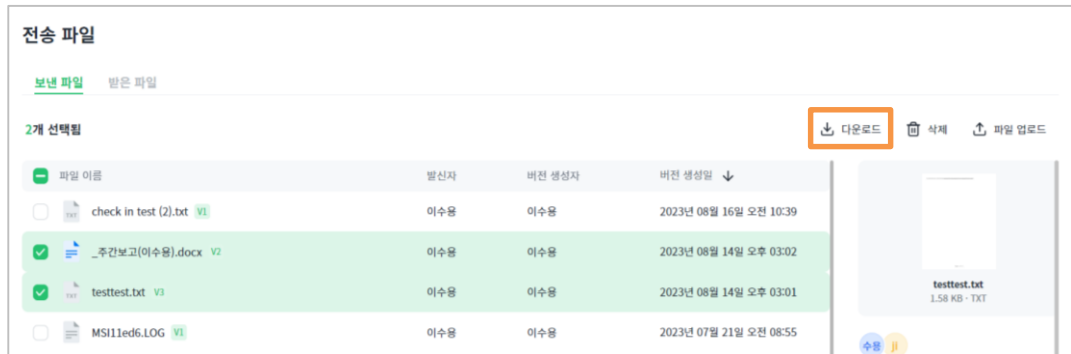 전송 파일
보낸 파일 받은 파일
2개 선택됨 다운로드 삭제 파일 업로드
파일 이름 발신자 버전 생성자 버전 생성일
TXT check in test (2).txt V1 이수용 이수용 2023년 08월 16일 오전 10:39
_주간보고(이수용).docx V2 이수용 이수용 2023년 08월 14일 오후 03:02
TXT testtest.txt V3 이수용 이수용 2023년 08월 14일 오후 03:01
MSI11ed6.LOG V1 이수용 이수용 2023년 07월 21일 오전 08:55
testtest.txt
1.58 KB - TXT
수용 JI